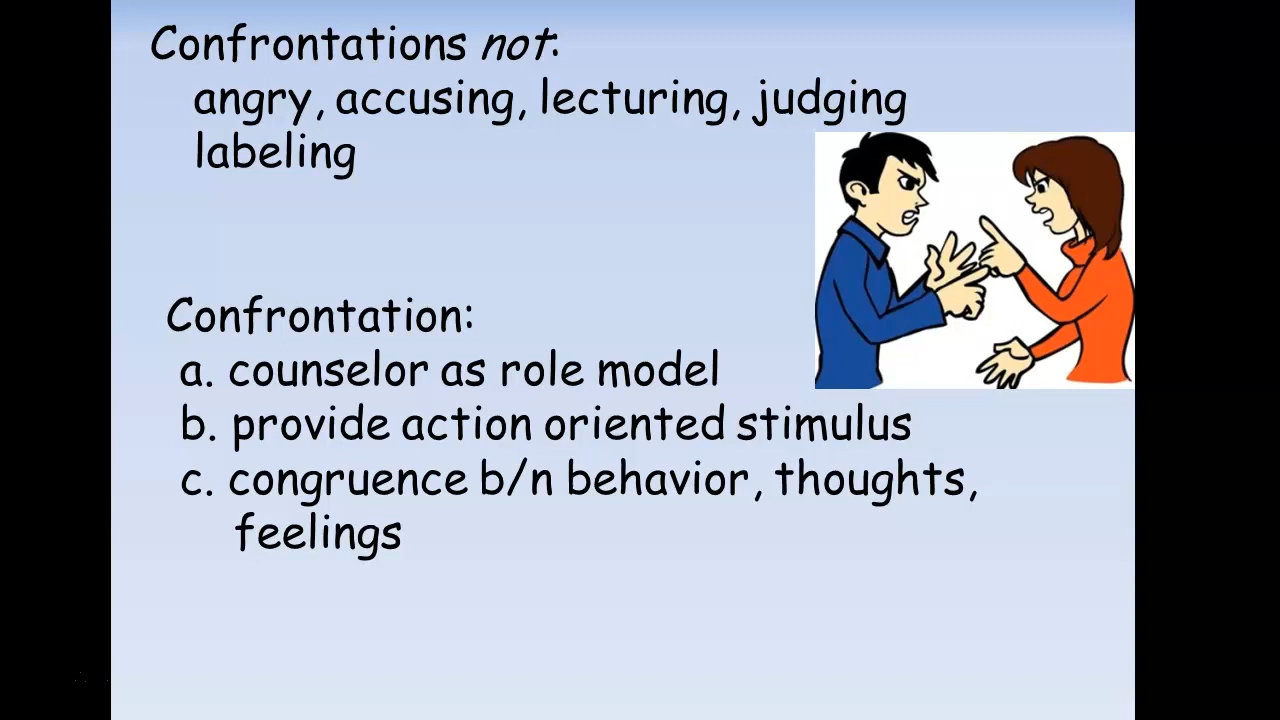 Confrontations not:
angry, accusing, lecturing, judging
labeling
Confrontation:
a. counselor as role model
b. provide action oriented stimulus
c. congruence b/n behavior, thoughts,
feelings